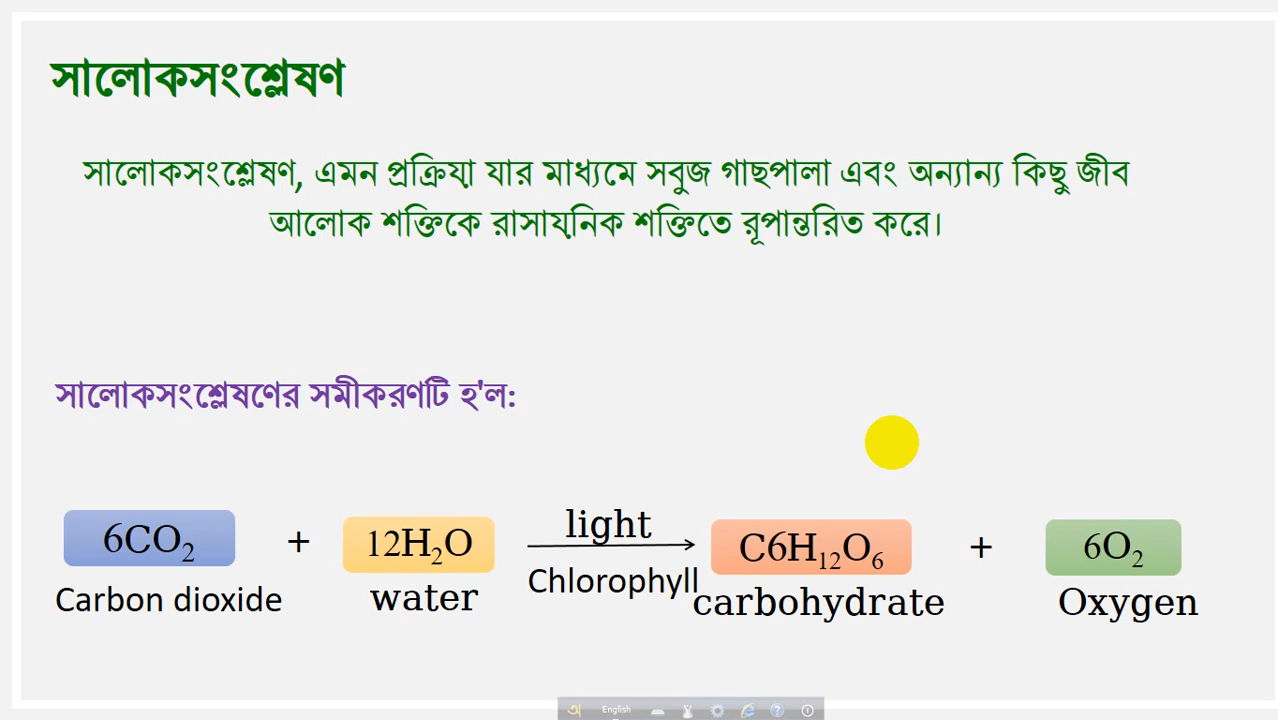 সালোকসংশ্লেষণ
সালোকসংশ্লেষণ, এমন প্রক্রিয়া যার মাধ্যমে সবুজ গাছপালা এবং অন্যান্য কিছু জীব
আলোক শক্তিকে রাসায়নিক শক্তিতে রূপান্তরিত করে।
সালোকসংশ্লেষণের সমীকরণটি হ'ল:
6CO₂ + 12H₂O light C6H₁₂O₆ + 6O₂
Carbon dioxide water Chlorophyll carbohydrate Oxygen
অ English